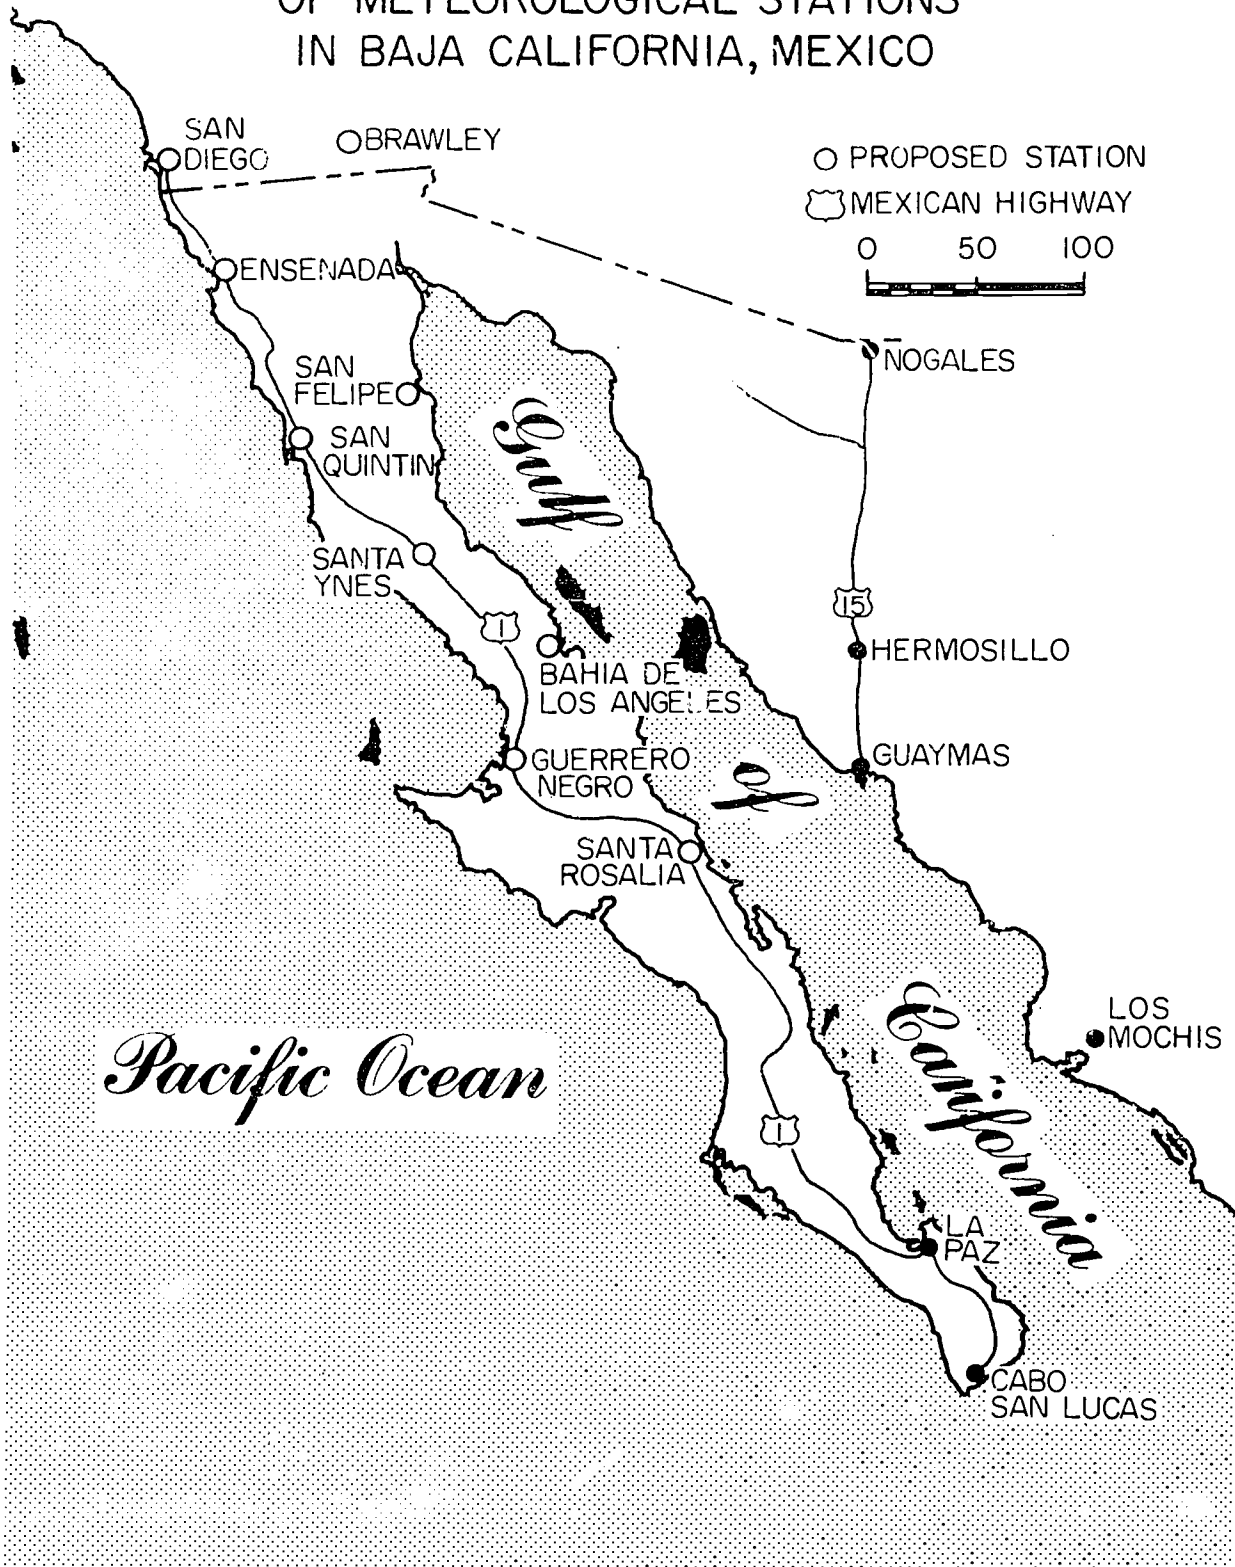 OF METEOROLOGICAL STATIONS
IN BAJA CALIFORNIA, MEXICO
SAN
DIEGO
BRAWLEY
PROPOSED STATION
MEXICAN HIGHWAY
0 50 100
ENSENADA
NOGALES
SAN
FELIPE
SAN
QUINTIN
Gulf
SANTA
YNES
1
15
HERMOSILLO
BAHIA DE
LOS ANGELES
GUERRERO
NEGRO
GUAYMAS
of
SANTA
ROSALIA
California
LOS
MOCHIS
Pacific Ocean
1
LA
PAZ
CABO
SAN LUCAS